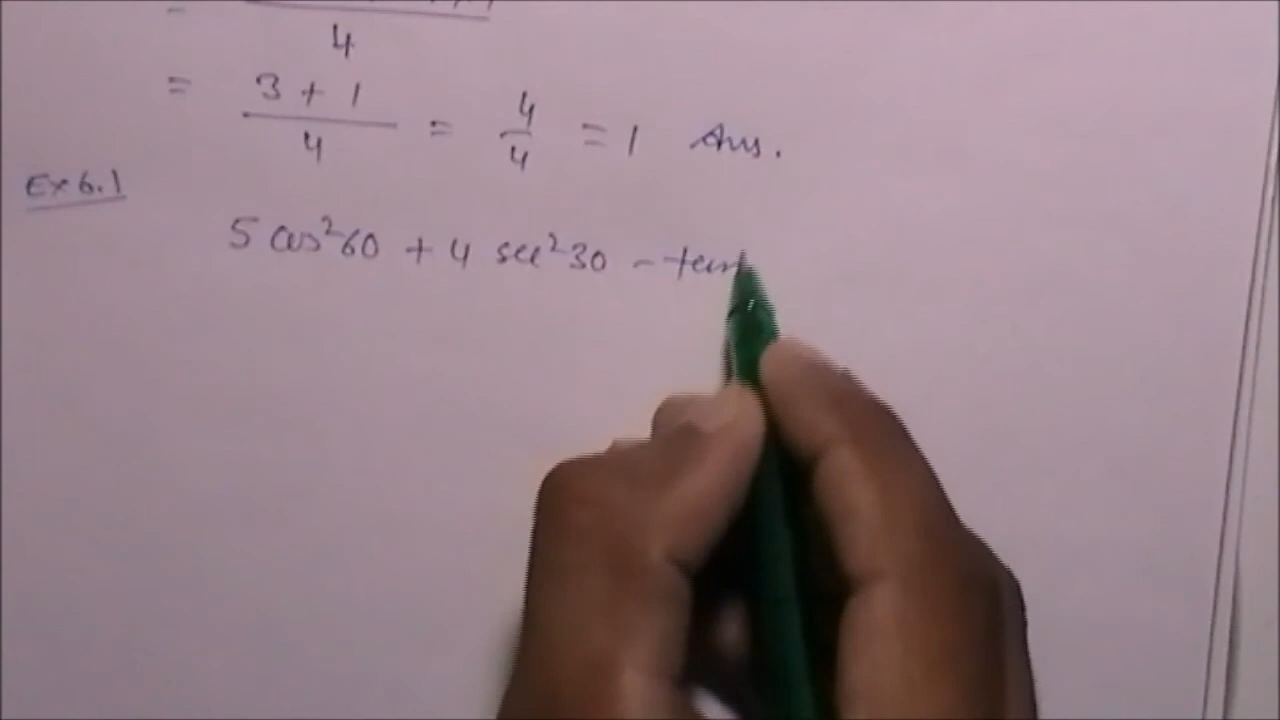 4
= 3 + 1 / 4 = 4 / 4 = 1 Ans.
Ex 6.1
5 cos²60 + 4 sec²30 - tan